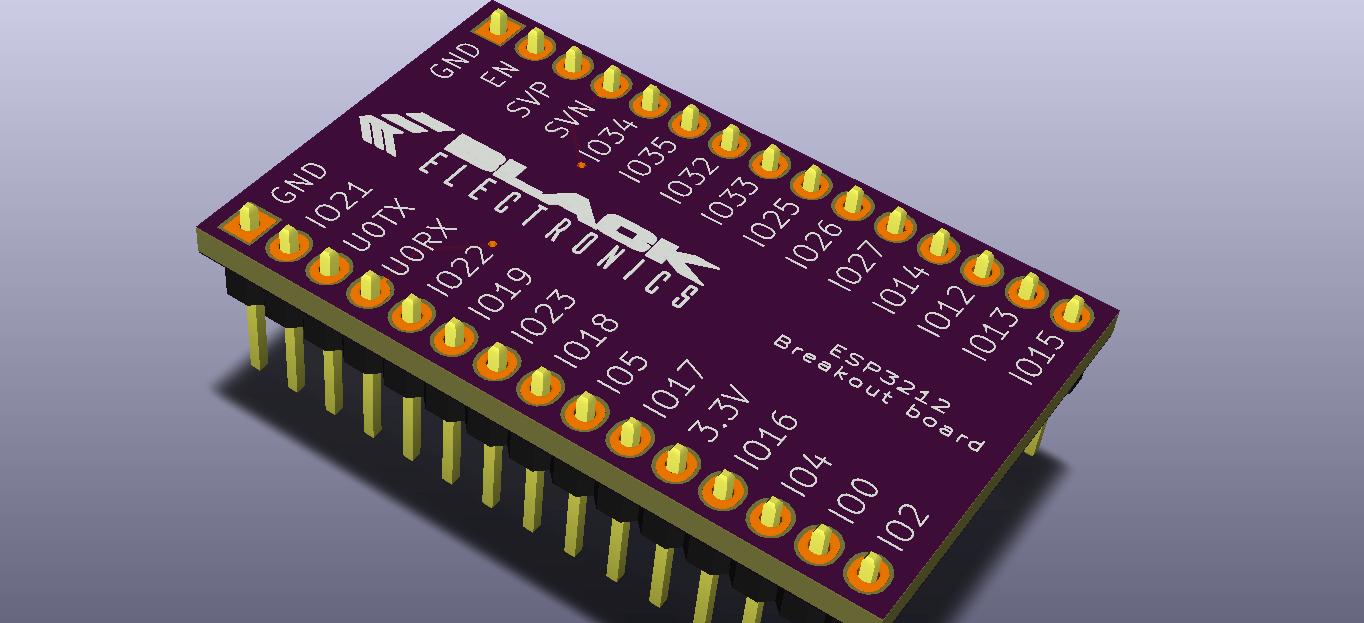 GND
EN
SVP
SVN
IO34
IO35
IO32
IO33
IO25
IO26
IO27
IO14
IO12
IO13
IO15
BLACK
ELECTRONICS
GND
IO21
U0TX
U0RX
IO22
IO19
IO23
IO18
IO5
IO17
3.3V
IO16
IO4
IO0
IO2
ESP3212
Breakout board